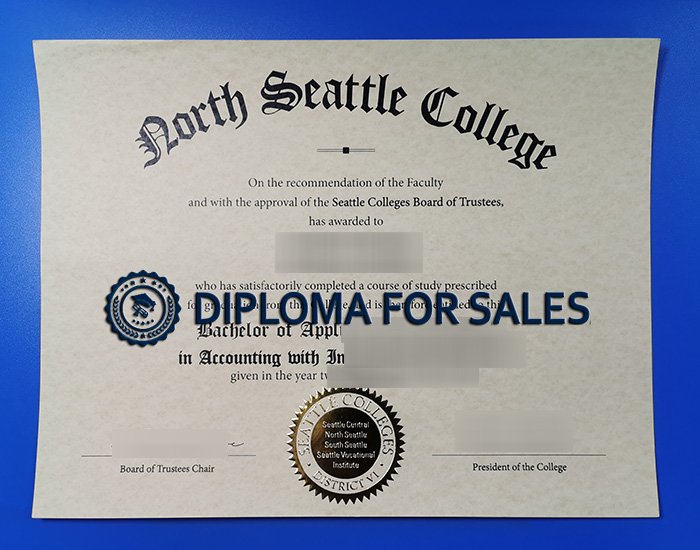 North Seattle College
On the recommendation of the Faculty
and with the approval of the Seattle Colleges Board of Trustees,
has awarded to
who has satisfactorily completed a course of study prescribed
DIPLOMA FOR SALES
Bachelor of
in Accounting with
given in the year
SEATTLE COLLEGES
Seattle Central
North Seattle
South Seattle
Seattle Vocational
Institute
DISTRICT VI
Board of Trustees Chair
President of the College